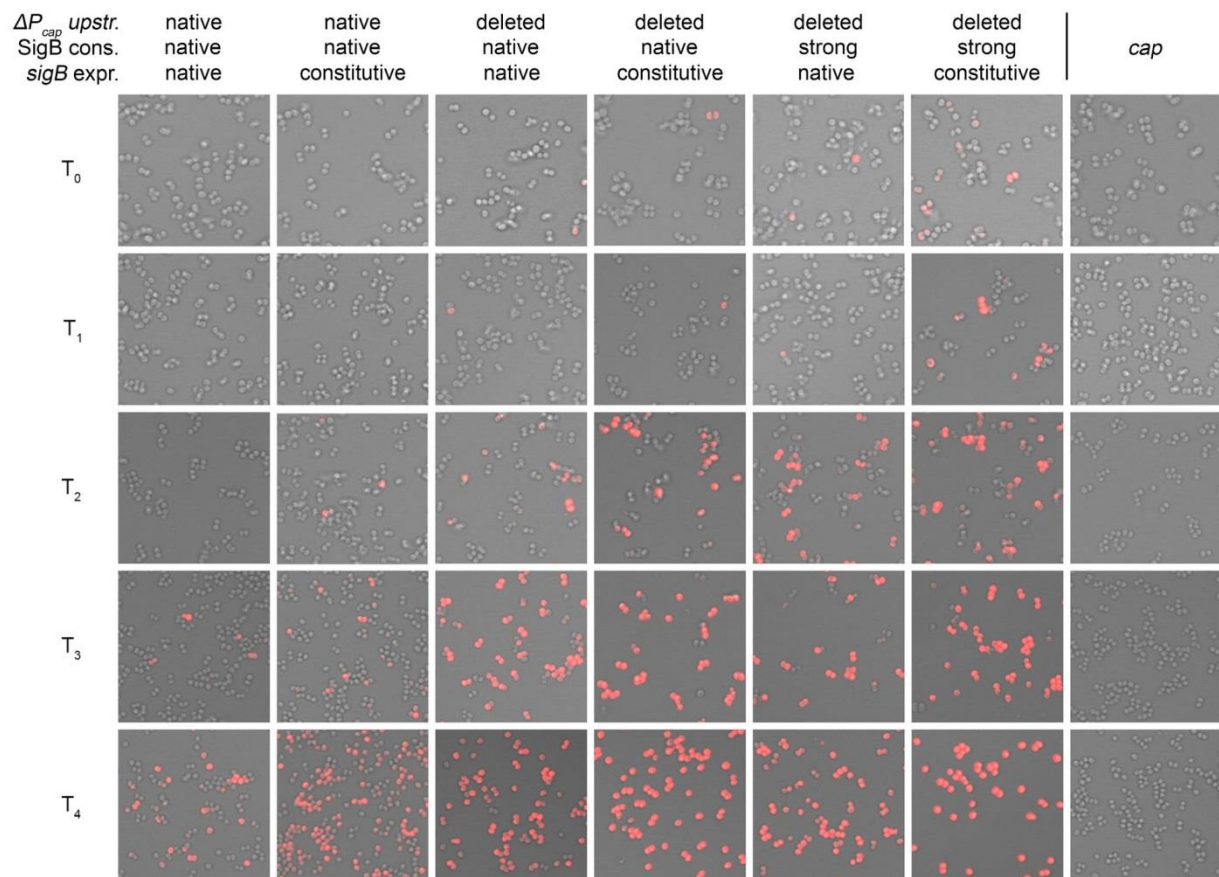 ΔP_cap upstr. native native deleted deleted deleted deleted
SigB cons. native native native native strong strong cap
sigB expr. native constitutive native constitutive native constitutive
T0
T1
T2
T3
T4